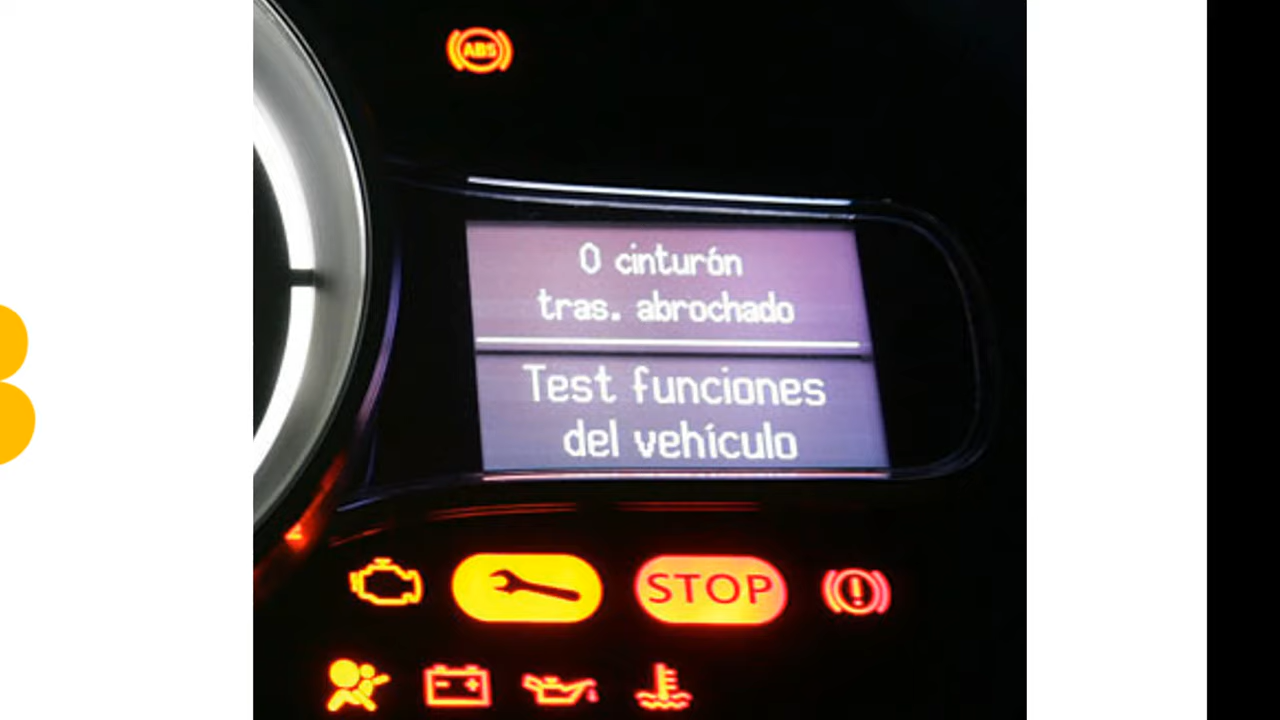 ABS
0 cinturón
tras. abrochado
Test funciones
del vehículo
STOP